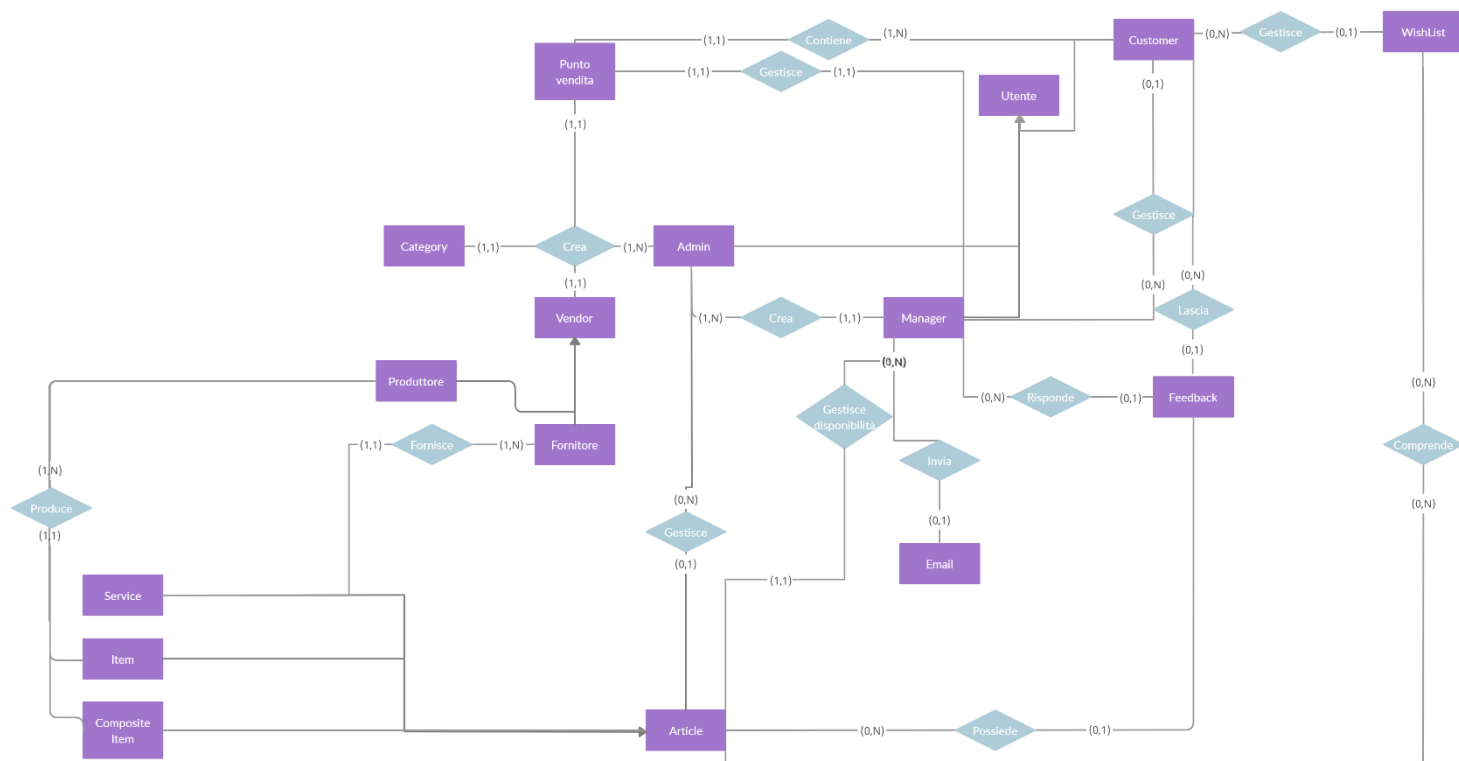 Customer
(0,N)
Gestisce
(0,1)
WishList
(1,1)
Contiene
(1,N)
Punto
vendita
(1,1)
Gestisce
(1,1)
(0,1)
Utente
(1,1)
Gestisce
Category
(1,1)
Crea
(1,N)
Admin
(1,1)
(0,N)
(0,N)
Vendor
(1,N)
Crea
(1,1)
Manager
Lascia
(0,1)
Produttore
(0,N)
Risponde
(0,1)
Feedback
(0,N)
Gestisce
disponibilità
(1,1)
Fornisce
(1,N)
Fornitore
Comprende
Invia
(1,N)
(0,N)
(0,N)
Produce
(0,1)
(1,1)
Gestisce
Email
(0,1)
(1,1)
Service
Item
Composite
Item
Article
(0,N)
Possiede
(0,1)